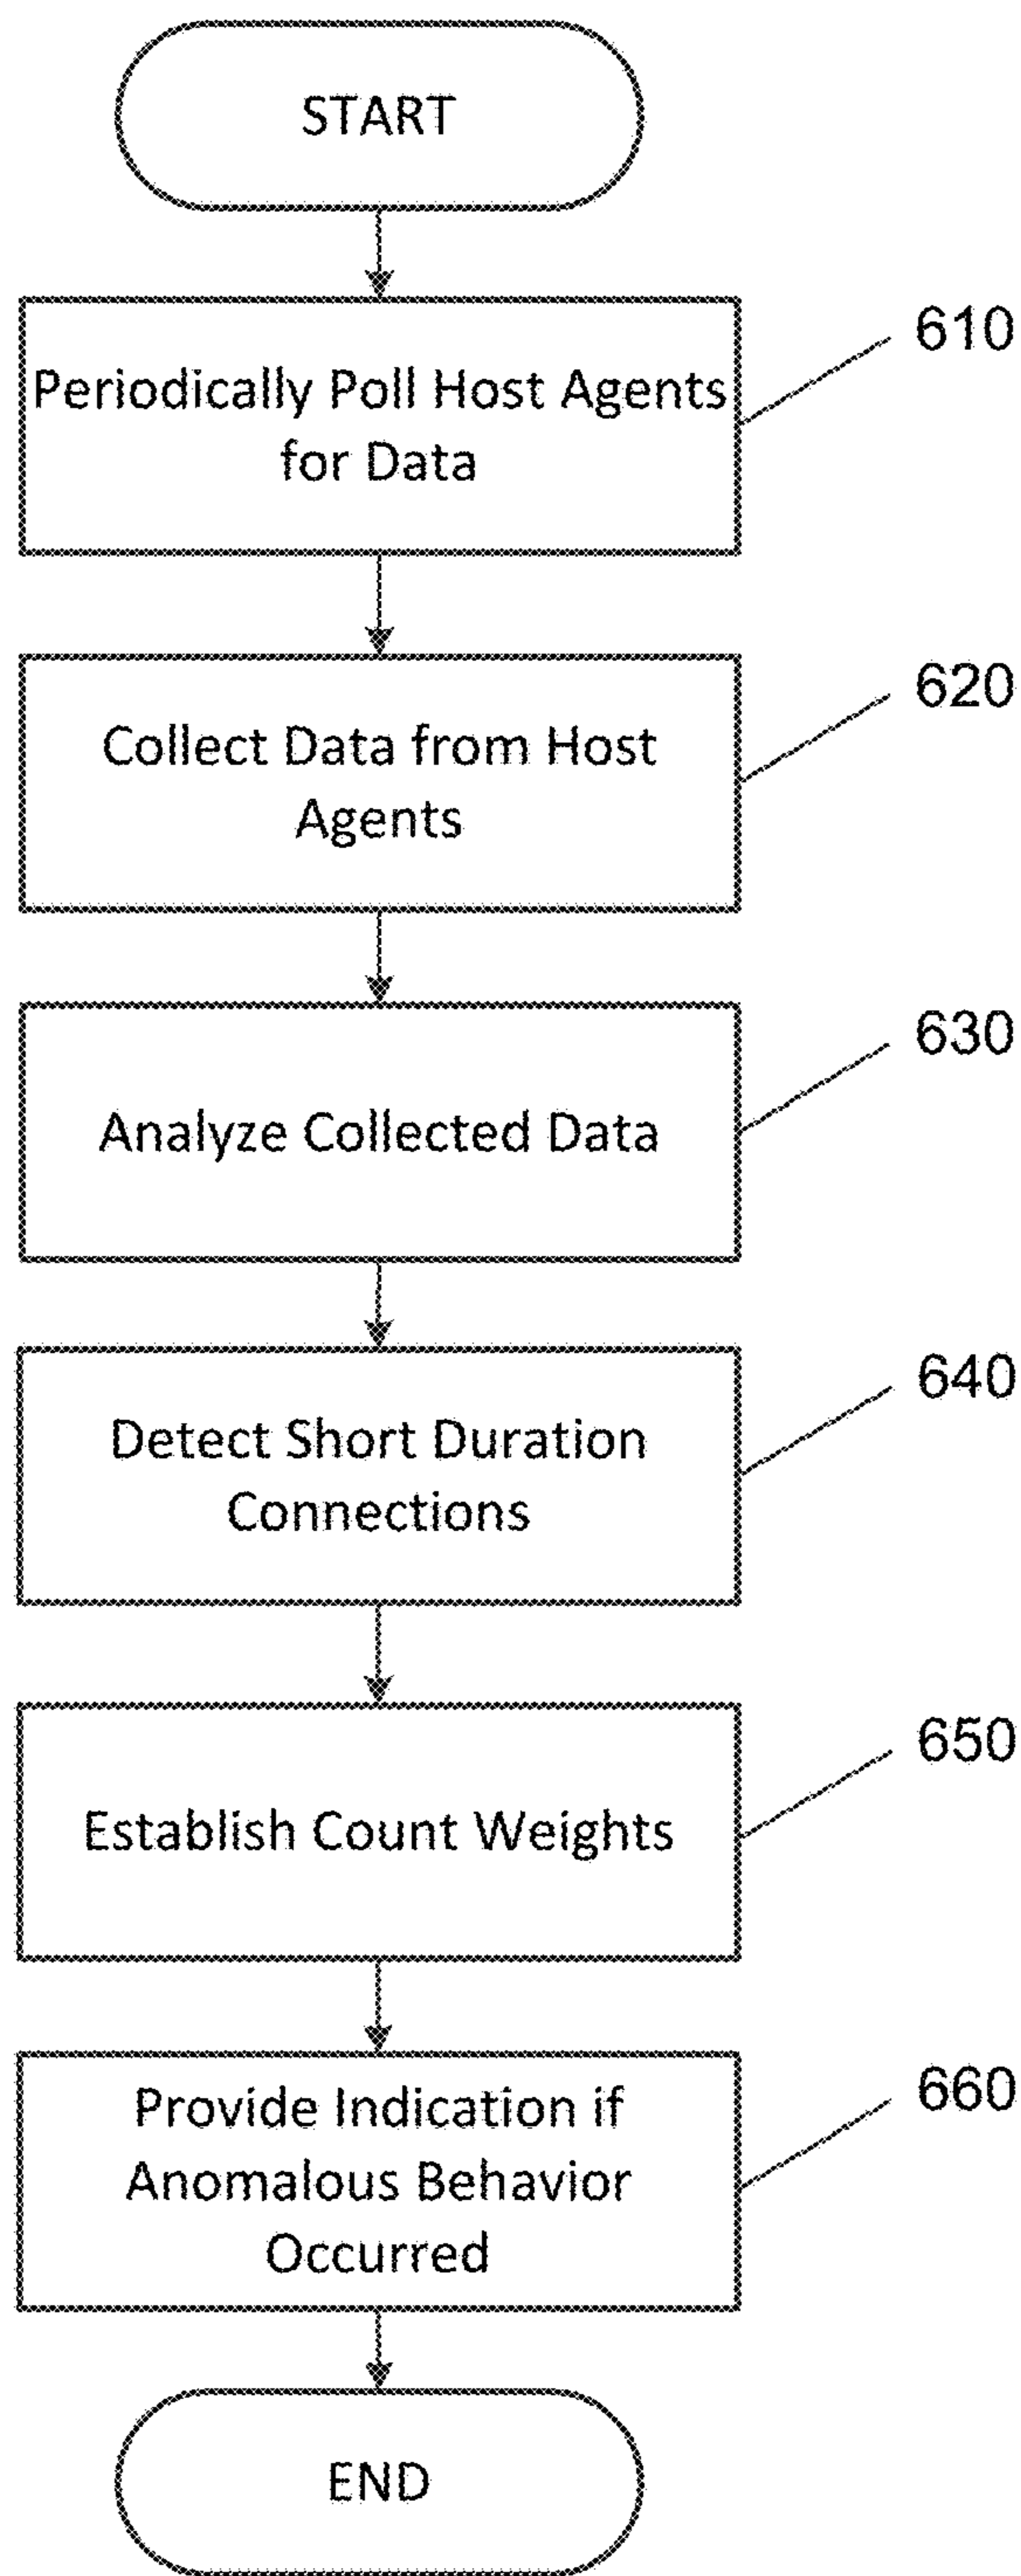 START
Periodically Poll Host Agents
for Data
610
Collect Data from Host
Agents
620
Analyze Collected Data
630
Detect Short Duration
Connections
640
Establish Count Weights
650
Provide Indication if
Anomalous Behavior
Occurred
660
END